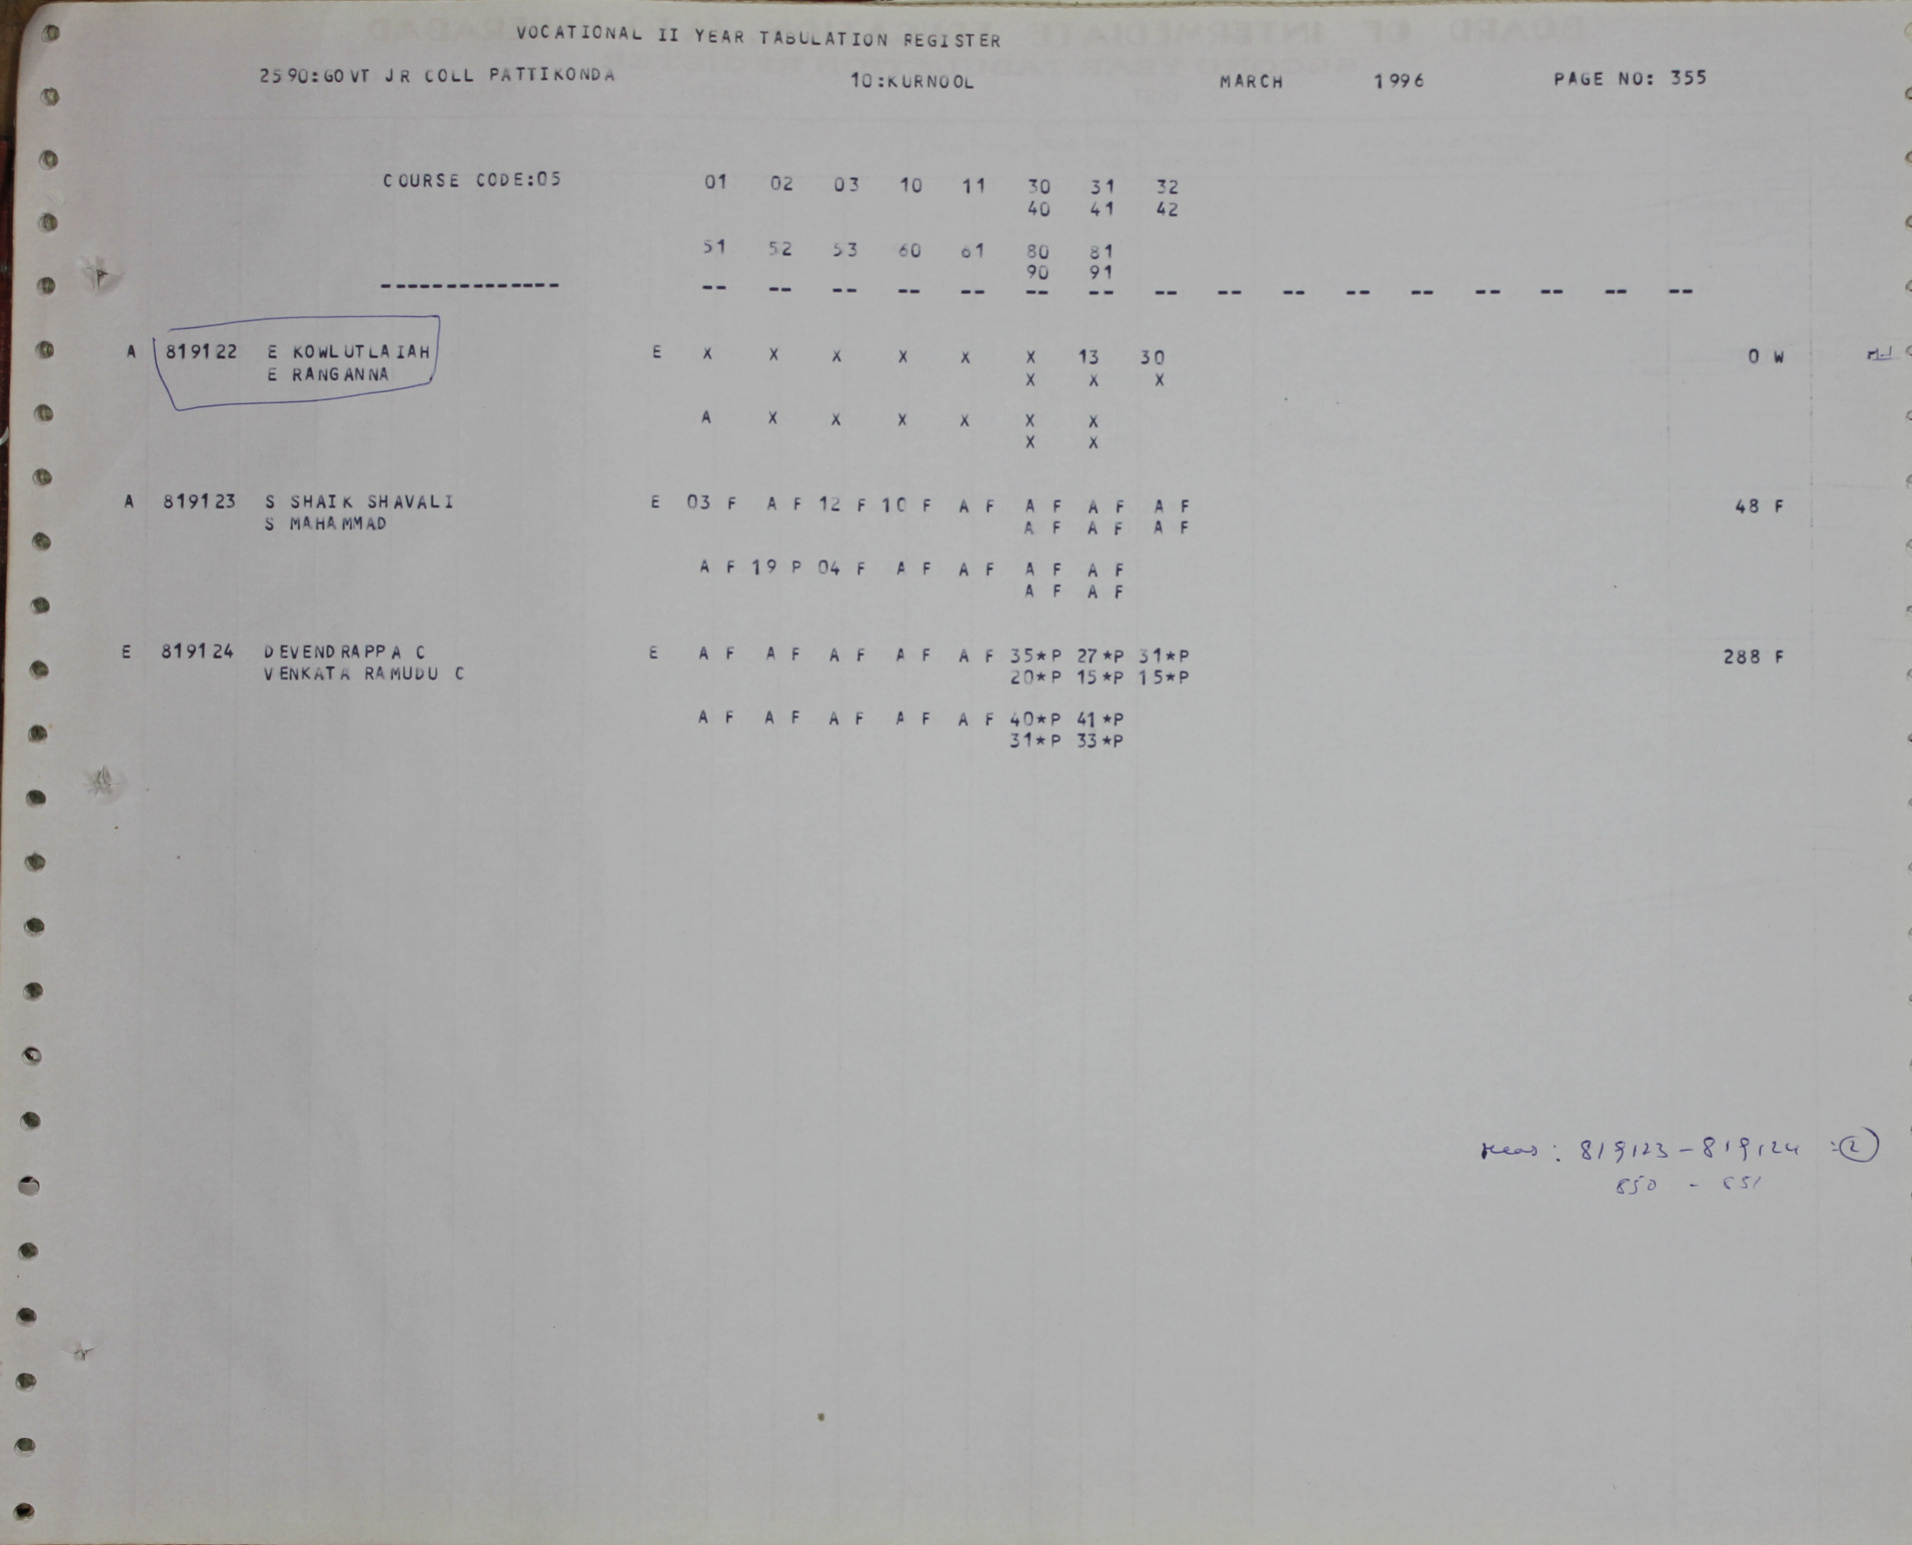 VOCATIONAL II YEAR TABULATION REGISTER
2590:GOVT JR COLL PATTIKONDA 10:KURNOOL MARCH 1996 PAGE NO: 355
COURSE CODE:05 01 02 03 10 11 30 31 32
40 41 42
51 52 53 60 61 80 81
90 91
-------------- -- -- -- -- -- -- -- -- -- -- -- -- -- -- -- --
A 819122 E KOWLUTLAIAH E X X X X X X 13 30 0 W
E RANGANNA X X X
A X X X X X X
X X
A 819123 S SHAIK SHAVALI E 03 F A F 12 F 10 F A F A F A F A F 48 F
S MAHAMMAD A F A F A F
A F 19 P 04 F A F A F A F A F
A F A F
E 819124 DEVENDRAPPA C E A F A F A F A F A F 35*P 27*P 31*P 288 F
VENKATA RAMUDU C 20*P 15*P 15*P
A F A F A F A F A F 40*P 41*P
31*P 33*P
: 819123 - 819124 = 2
850 - 851